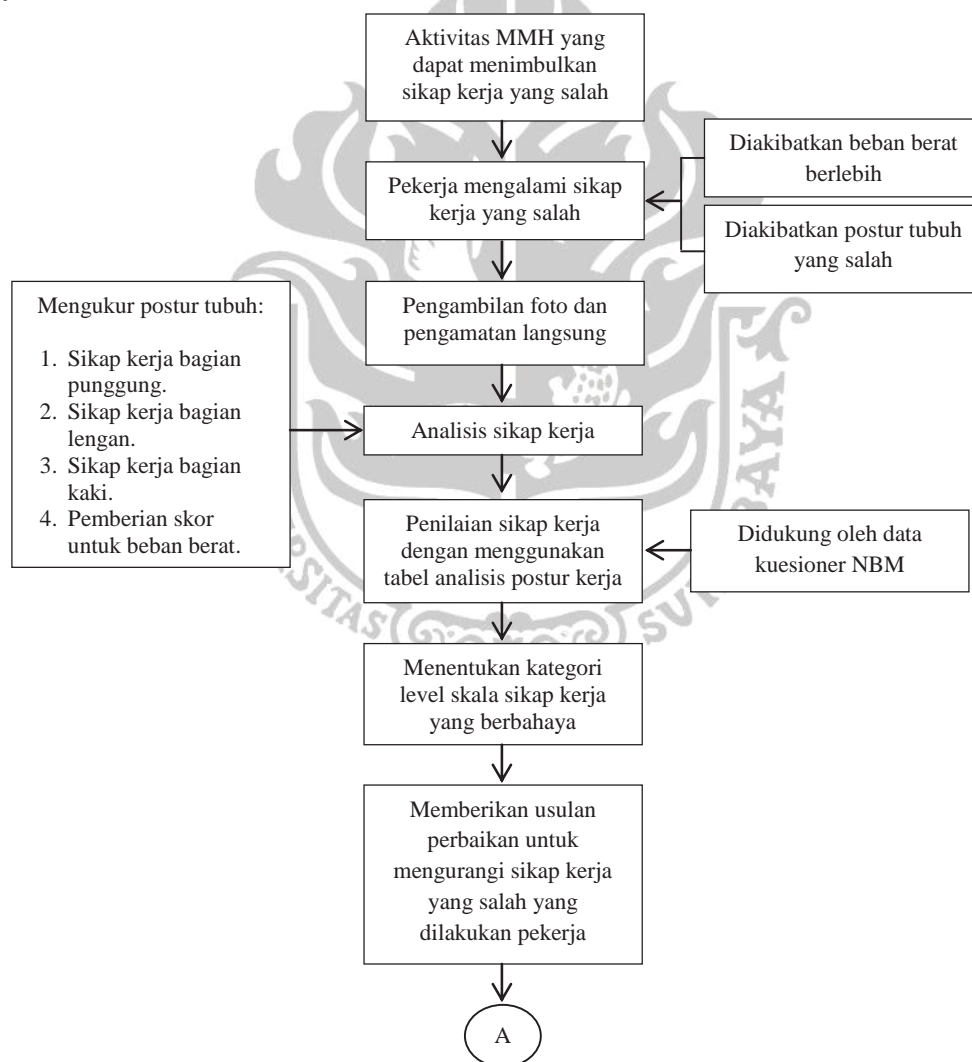 Aktivitas MMH yang
dapat menimbulkan
sikap kerja yang salah
Diakibatkan beban berat
berlebih
Pekerja mengalami sikap
kerja yang salah
Diakibatkan postur tubuh
yang salah
Mengukur postur tubuh:
1. Sikap kerja bagian
punggung.
2. Sikap kerja bagian
lengan.
3. Sikap kerja bagian
kaki.
4. Pemberian skor
untuk beban berat.
Pengambilan foto dan
pengamatan langsung
Analisis sikap kerja
Penilaian sikap kerja
dengan menggunakan
tabel analisis postur kerja
Didukung oleh data
kuesioner NBM
Menentukan kategori
level skala sikap kerja
yang berbahaya
Memberikan usulan
perbaikan untuk
mengurangi sikap kerja
yang salah yang
dilakukan pekerja
A